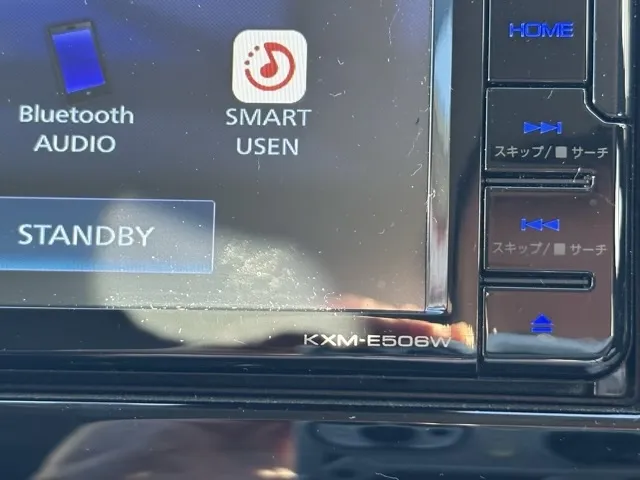 HOME
Bluetooth
AUDIO
SMART
USEN
スキップ/■サーチ
STANDBY
スキップ/■サーチ
KXM-E506W